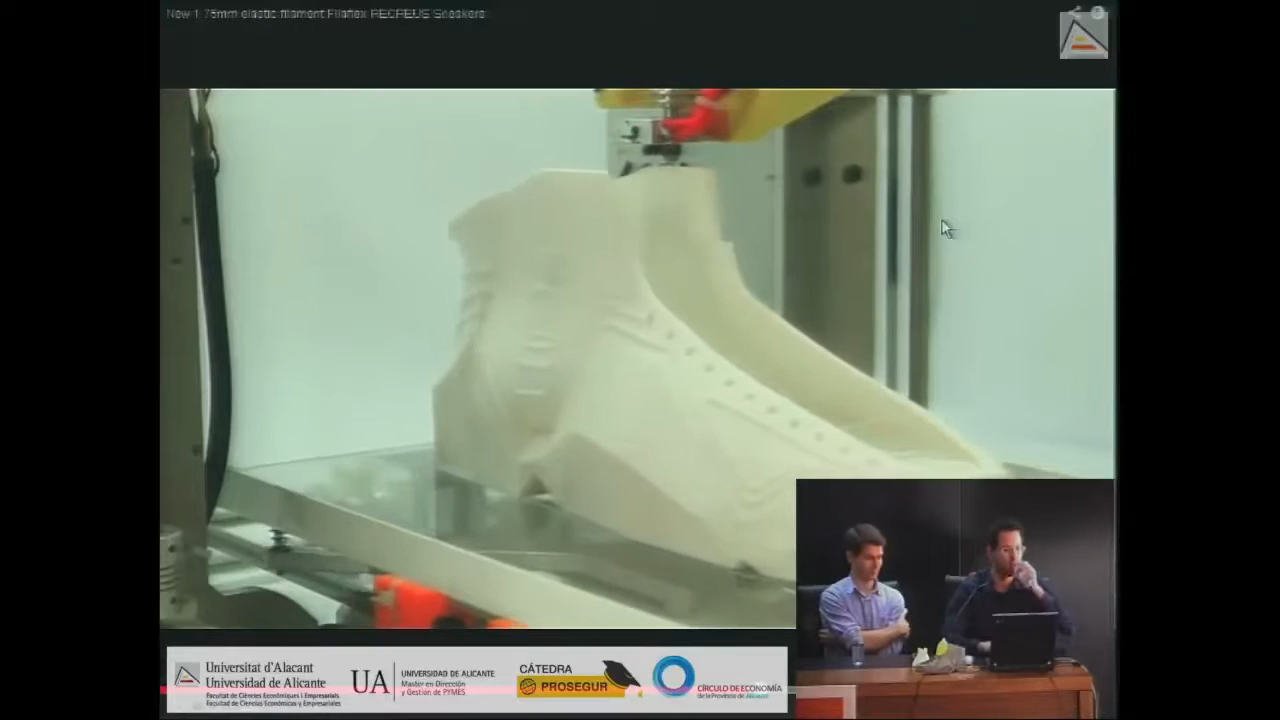 New 1.75mm elastic filament Filaflex RECREUS Sneakers
Universitat d'Alacant
Universidad de Alicante
Facultat de Ciències Econòmiques i Empresarials
Facultad de Ciencias Económicas y Empresariales
UA
UNIVERSIDAD DE ALICANTE
Master en Dirección
y Gestión de PYMES
CÁTEDRA
PROSEGUR
CÍRCULO DE ECONOMÍA
de la Provincia de Alicante